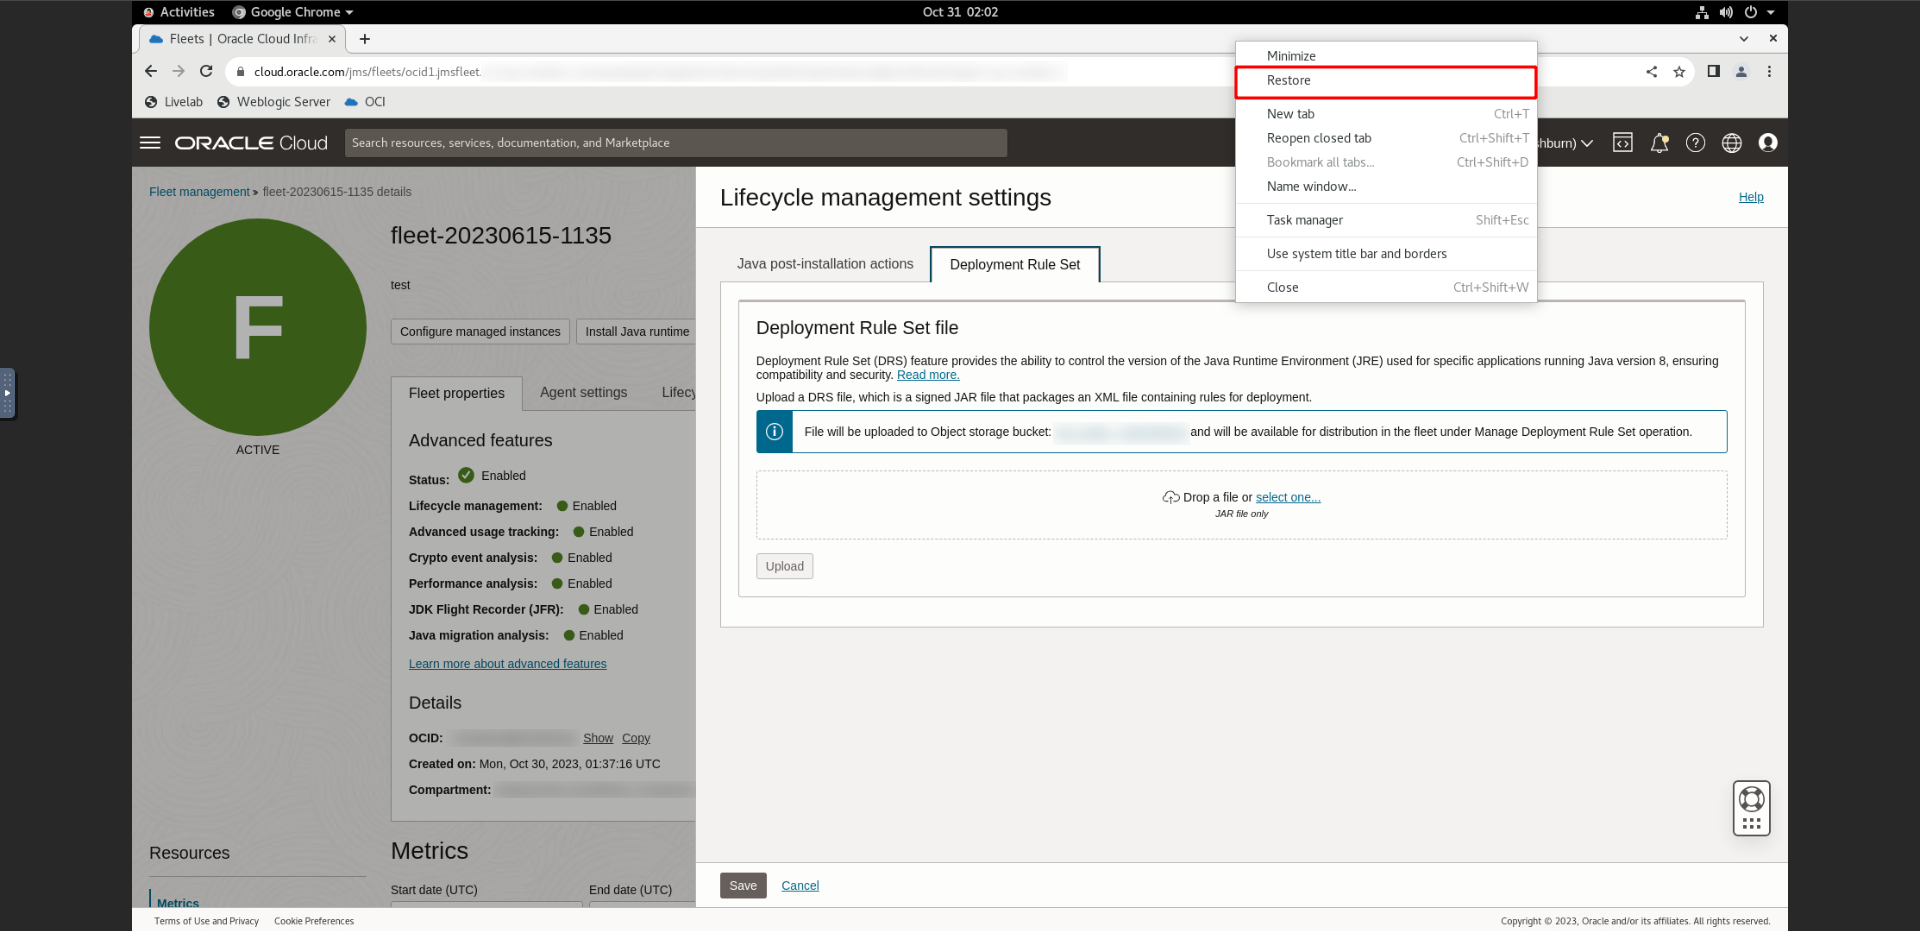 Activities Google Chrome Oct 31 02:02
Fleets | Oracle Cloud Infra
cloud.oracle.com/jms/fleets/ocid1.jmsfleet.
Livelab Weblogic Server OCI
Minimize
Restore
New tab Ctrl+T
Reopen closed tab Ctrl+Shift+T
Bookmark all tabs... Ctrl+Shift+D
Name window...
Task manager Shift+Esc
Use system title bar and borders
Close Ctrl+Shift+W
ORACLE Cloud Search resources, services, documentation, and Marketplace hburn)
Fleet management » fleet-20230615-1135 details
F
ACTIVE
fleet-20230615-1135
test
Configure managed instances Install Java runtime
Fleet properties Agent settings Lifecy
Advanced features
Status: Enabled
Lifecycle management: Enabled
Advanced usage tracking: Enabled
Crypto event analysis: Enabled
Performance analysis: Enabled
JDK Flight Recorder (JFR): Enabled
Java migration analysis: Enabled
Learn more about advanced features
Details
OCID: Show Copy
Created on: Mon, Oct 30, 2023, 01:37:16 UTC
Compartment:
Resources
Metrics
Metrics
Start date (UTC) End date (UTC)
Lifecycle management settings Help
Java post-installation actions Deployment Rule Set
Deployment Rule Set file
Deployment Rule Set (DRS) feature provides the ability to control the version of the Java Runtime Environment (JRE) used for specific applications running Java version 8, ensuring
compatibility and security. Read more.
Upload a DRS file, which is a signed JAR file that packages an XML file containing rules for deployment.
File will be uploaded to Object storage bucket: and will be available for distribution in the fleet under Manage Deployment Rule Set operation.
Drop a file or select one...
JAR file only
Upload
Save Cancel
Terms of Use and Privacy Cookie Preferences Copyright © 2023, Oracle and/or its affiliates. All rights reserved.